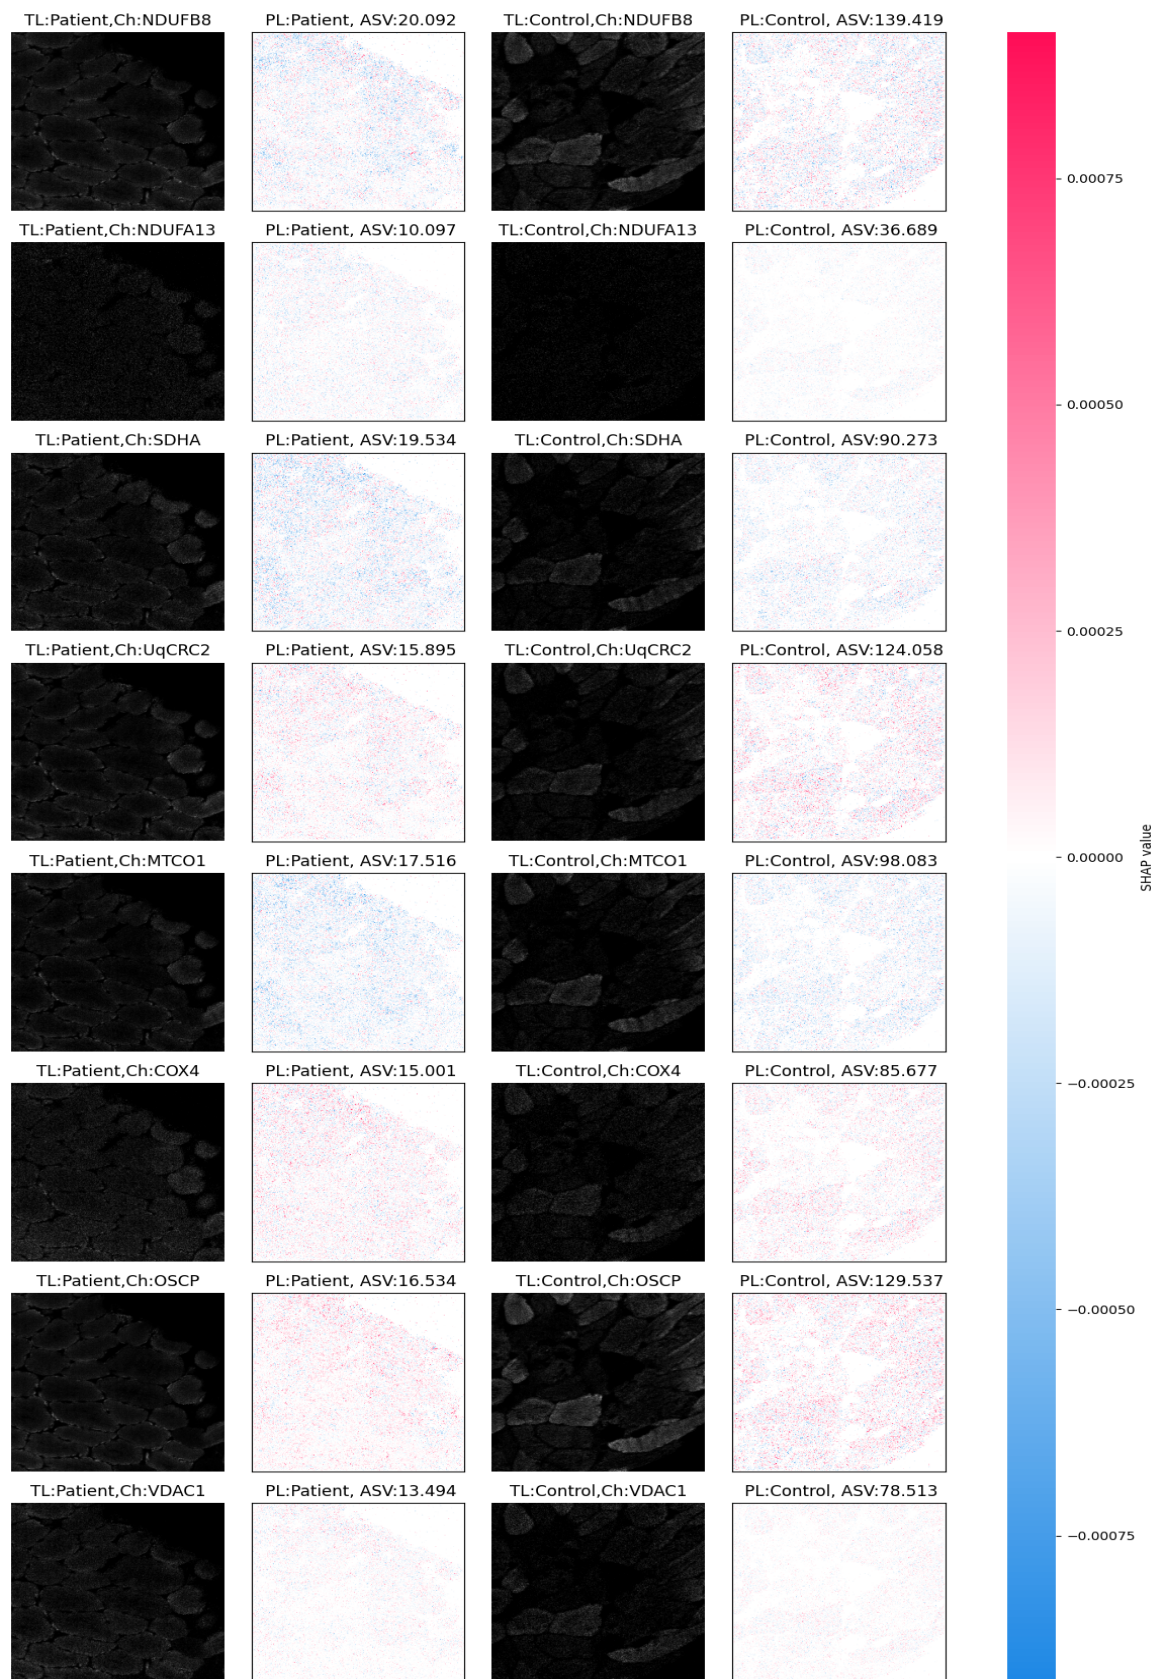 TL:Patient,Ch:NDUFB8
PL:Patient, ASV:20.092
TL:Control,Ch:NDUFB8
PL:Control, ASV:139.419
TL:Patient,Ch:NDUFA13
PL:Patient, ASV:10.097
TL:Control,Ch:NDUFA13
PL:Control, ASV:36.689
TL:Patient,Ch:SDHA
PL:Patient, ASV:19.534
TL:Control,Ch:SDHA
PL:Control, ASV:90.273
TL:Patient,Ch:UqCRC2
PL:Patient, ASV:15.895
TL:Control,Ch:UqCRC2
PL:Control, ASV:124.058
TL:Patient,Ch:MTCO1
PL:Patient, ASV:17.516
TL:Control,Ch:MTCO1
PL:Control, ASV:98.083
TL:Patient,Ch:COX4
PL:Patient, ASV:15.001
TL:Control,Ch:COX4
PL:Control, ASV:85.677
TL:Patient,Ch:OSCP
PL:Patient, ASV:16.534
TL:Control,Ch:OSCP
PL:Control, ASV:129.537
TL:Patient,Ch:VDAC1
PL:Patient, ASV:13.494
TL:Control,Ch:VDAC1
PL:Control, ASV:78.513
0.00075
0.00050
0.00025
0.00000
−0.00025
−0.00050
−0.00075
SHAP value